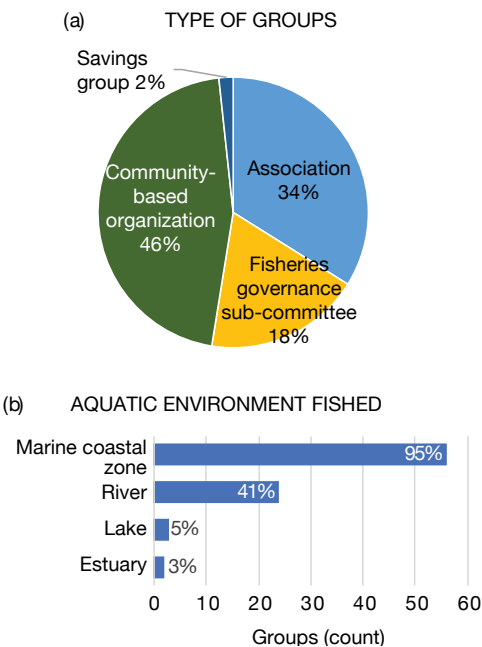 (a) TYPE OF GROUPS
Savings
group 2%
Association
34%
Community-
based
organization
46%
Fisheries
governance
sub-committee
18%
(b) AQUATIC ENVIRONMENT FISHED
Marine coastal
zone
95%
River
41%
Lake
5%
Estuary
3%
0 10 20 30 40 50 60
Groups (count)